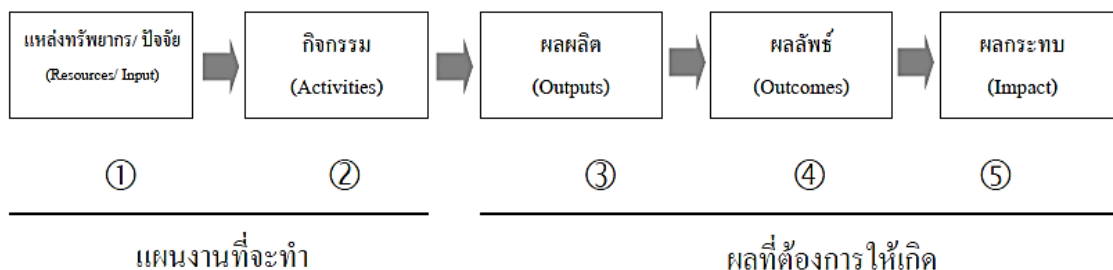 แหล่งทรัพยากร/ ปัจจัย
(Resources/ Input)
กิจกรรม
(Activities)
ผลผลิต
(Outputs)
ผลลัพธ์
(Outcomes)
ผลกระทบ
(Impact)
① ② ③ ④ ⑤
แผนงานที่จะทำ ผลที่ต้องการให้เกิด